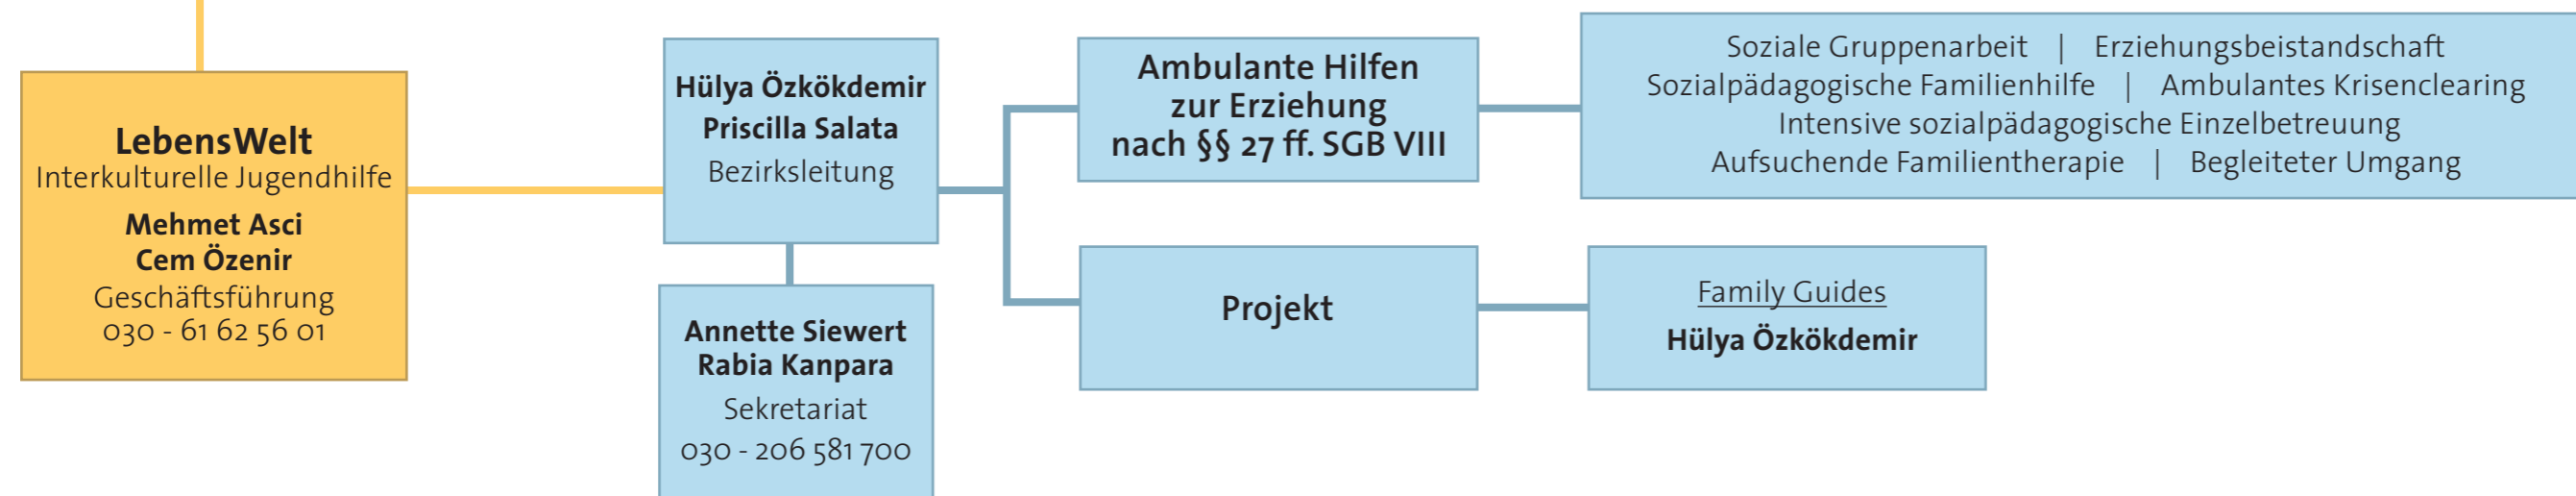 LebensWelt
Interkulturelle Jugendhilfe
Mehmet Asci
Cem Özenir
Geschäftsführung
030 - 61 62 56 01
Hülya Özkökdemir
Priscilla Salata
Bezirksleitung
Annette Siewert
Rabia Kanpara
Sekretariat
030 - 206 581 700
Ambulante Hilfen
zur Erziehung
nach §§ 27 ff. SGB VIII
Soziale Gruppenarbeit | Erziehungsbeistandschaft
Sozialpädagogische Familienhilfe | Ambulantes Krisenclearing
Intensive sozialpädagogische Einzelbetreuung
Aufsuchende Familientherapie | Begleiteter Umgang
Projekt
Family Guides
Hülya Özkökdemir